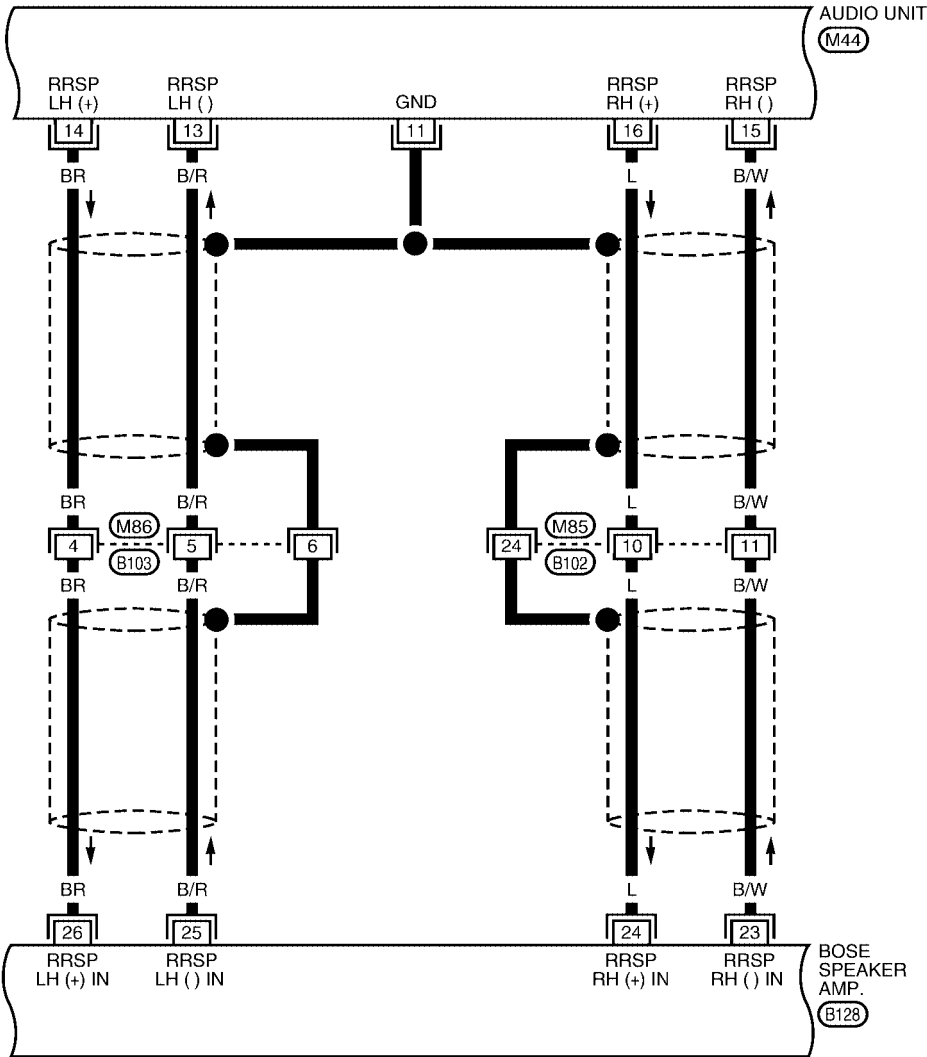 AUDIO UNIT
M44
RRSP LH (+)
RRSP LH ( )
GND
RRSP RH (+)
RRSP RH ( )
14
13
11
16
15
BR
B/R
L
B/W
BR
B/R
L
B/W
M86
M85
4
5
6
24
10
11
B103
B102
BR
B/R
L
B/W
BR
B/R
L
B/W
26
25
24
23
RRSP LH (+) IN
RRSP LH ( ) IN
RRSP RH (+) IN
RRSP RH ( ) IN
BOSE
SPEAKER
AMP.
B128